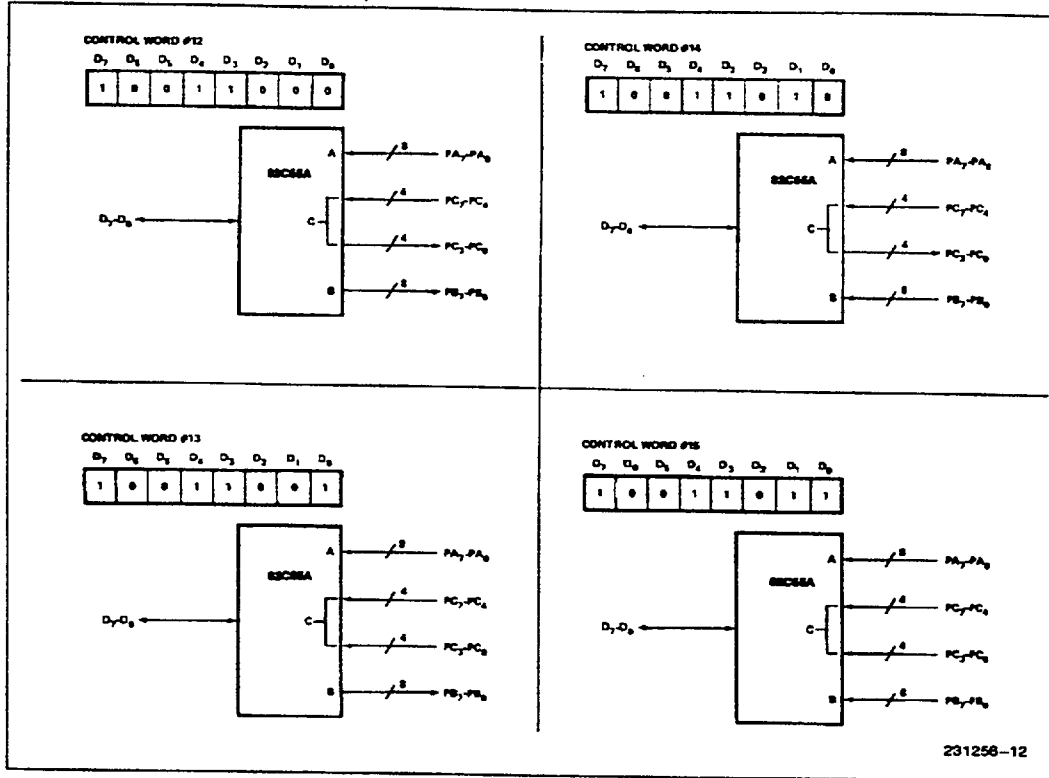 CONTROL WORD #12
D7 D6 D5 D4 D3 D2 D1 D0
1 0 0 1 1 0 0 0
A
8
PA7-PA0
82C55A
4
PC7-PC4
D7-D0
C
4
PC3-PC0
B
8
PB7-PB0
CONTROL WORD #14
D7 D6 D5 D4 D3 D2 D1 D0
1 0 0 1 1 0 1 0
A
8
PA7-PA0
82C55A
4
PC7-PC4
D7-D0
C
4
PC3-PC0
B
8
PB7-PB0
CONTROL WORD #13
D7 D6 D5 D4 D3 D2 D1 D0
1 0 0 1 1 0 0 1
A
8
PA7-PA0
82C55A
4
PC7-PC4
D7-D0
C
4
PC3-PC0
B
8
PB7-PB0
CONTROL WORD #15
D7 D6 D5 D4 D3 D2 D1 D0
1 0 0 1 1 0 1 1
A
8
PA7-PA0
82C55A
4
PC7-PC4
D7-D0
C
4
PC3-PC0
B
8
PB7-PB0
231256–12